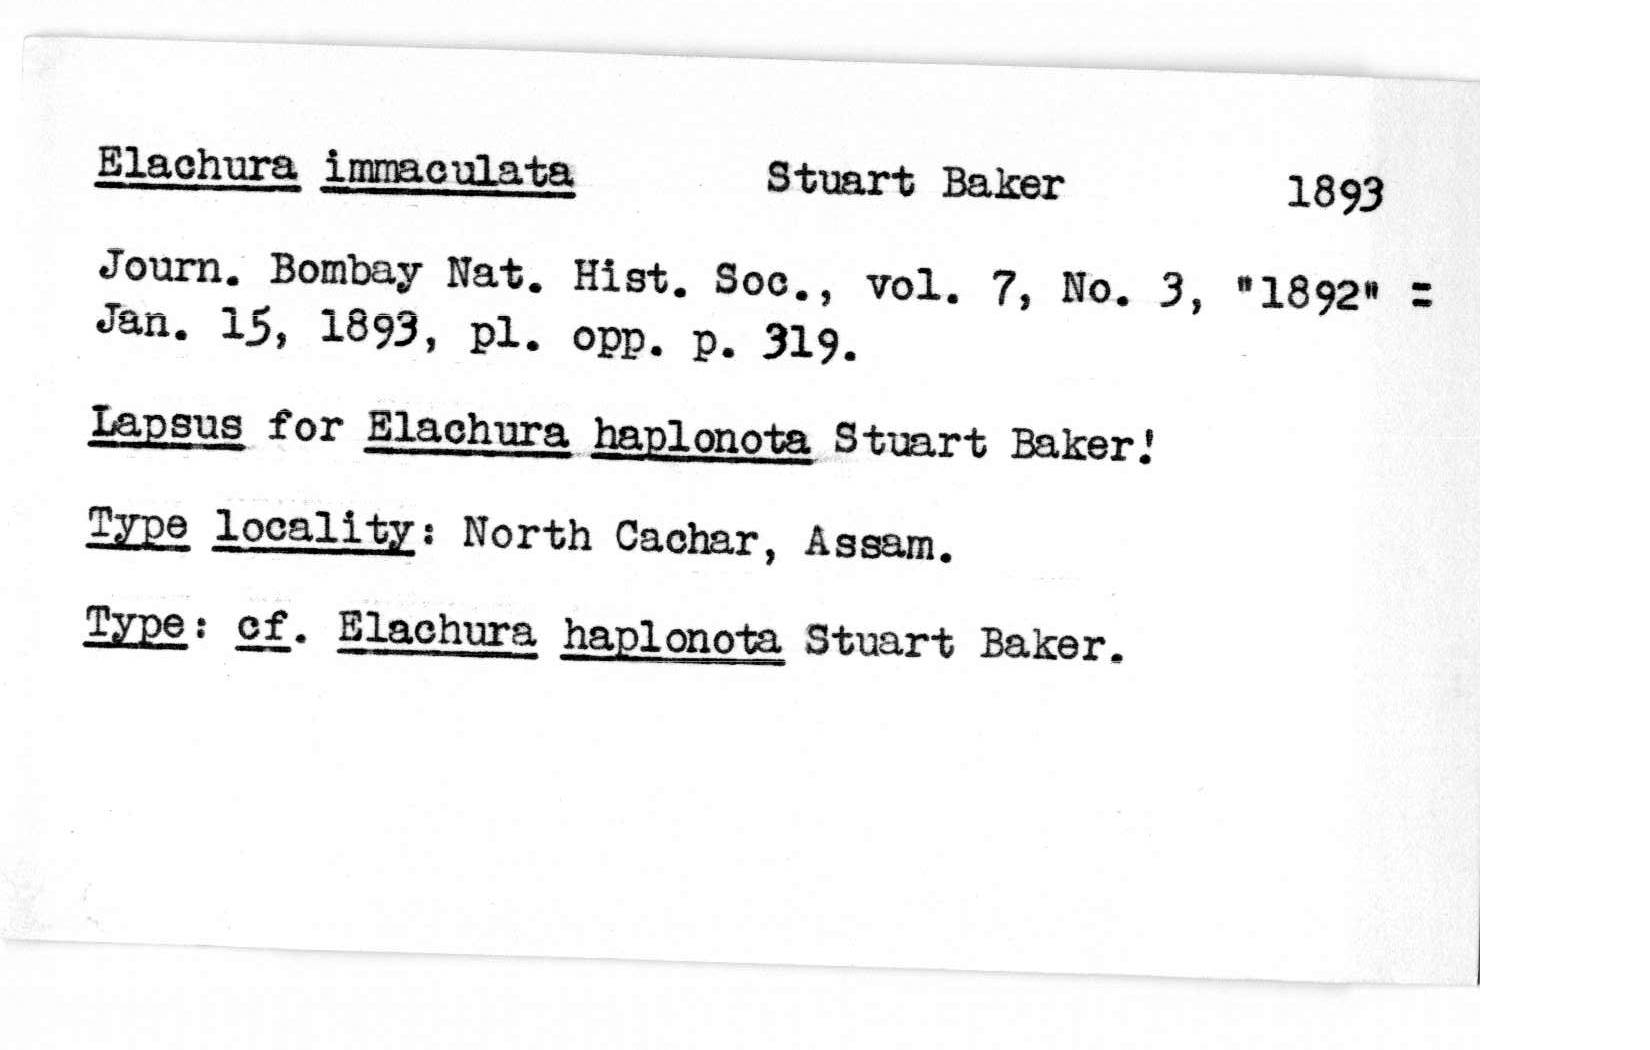 Elachura immaculata Stuart Baker 1893
Journ. Bombay Nat. Hist. Soc., vol. 7, No. 3, "1892" =
Jan. 15, 1893, pl. opp. p. 319.
Lapsus for Elachura haplonota Stuart Baker!
Type locality: North Cachar, Assam.
Type: cf. Elachura haplonota Stuart Baker.